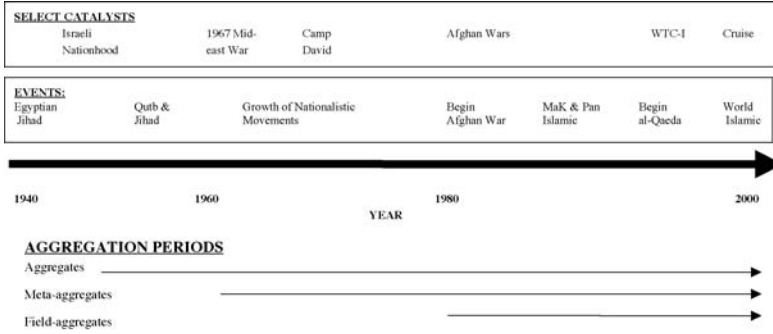 SELECT CATALYSTS
Israeli 1967 Mid- Camp Afghan Wars WTC-I Cruise
Nationhood east War David
EVENTS:
Egyptian Qutb & Growth of Nationalistic Begin MaK & Pan Begin World
Jihad Jihad Movements Afghan War Islamic al-Qaeda Islamic
1940 1960 1980 2000
YEAR
AGGREGATION PERIODS
Aggregates
Meta-aggregates
Field-aggregates